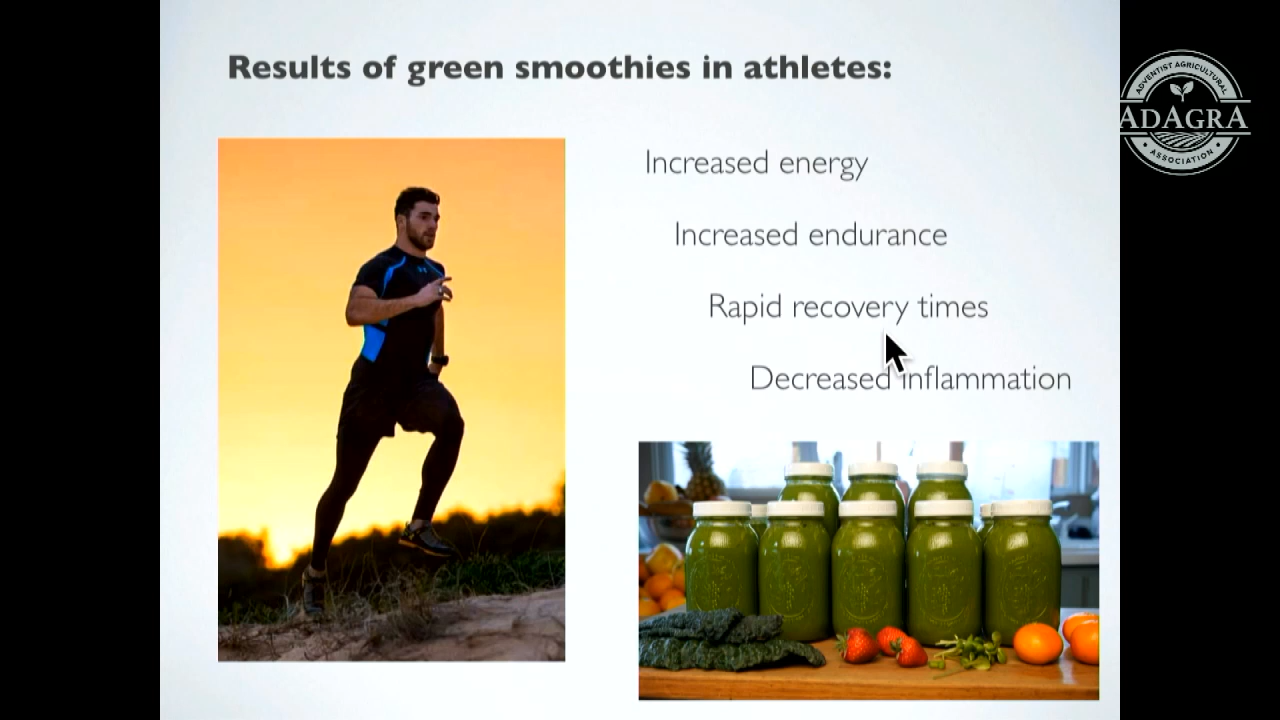 Results of green smoothies in athletes:
Increased energy
Increased endurance
Rapid recovery times
Decreased inflammation
ADVENTIST AGRICULTURAL
ADAGRA
ASSOCIATION